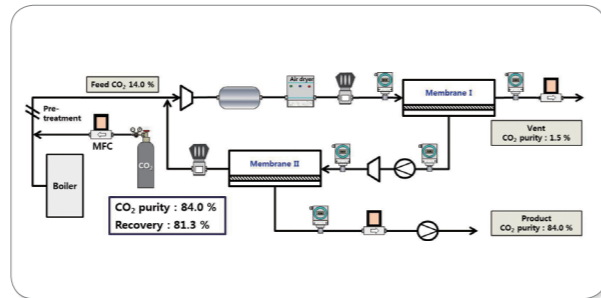 Feed CO₂ 14.0 %
Air dryer
Pre-
treatment
MFC
CO₂
Boiler
Membrane I
Vent
CO₂ purity : 1.5 %
Membrane II
CO₂ purity : 84.0 %
Recovery : 81.3 %
Product
CO₂ purity : 84.0 %